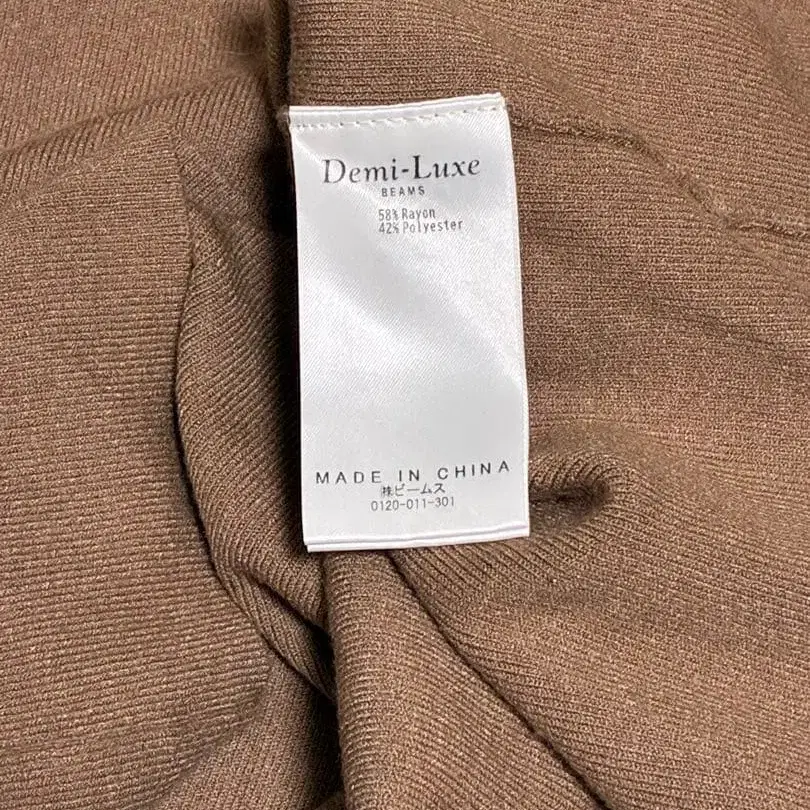 Demi-Luxe
BEAMS
58% Rayon
42% Polyester
MADE IN CHINA
㈱ビームス
0120-011-301